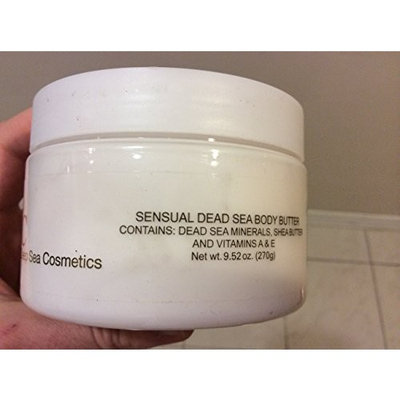 C
Sea Cosmetics
SENSUAL DEAD SEA BODY BUTTER
CONTAINS: DEAD SEA MINERALS, SHEA BUTTER
AND VITAMINS A & E
Net wt. 9.52 oz. (270g)